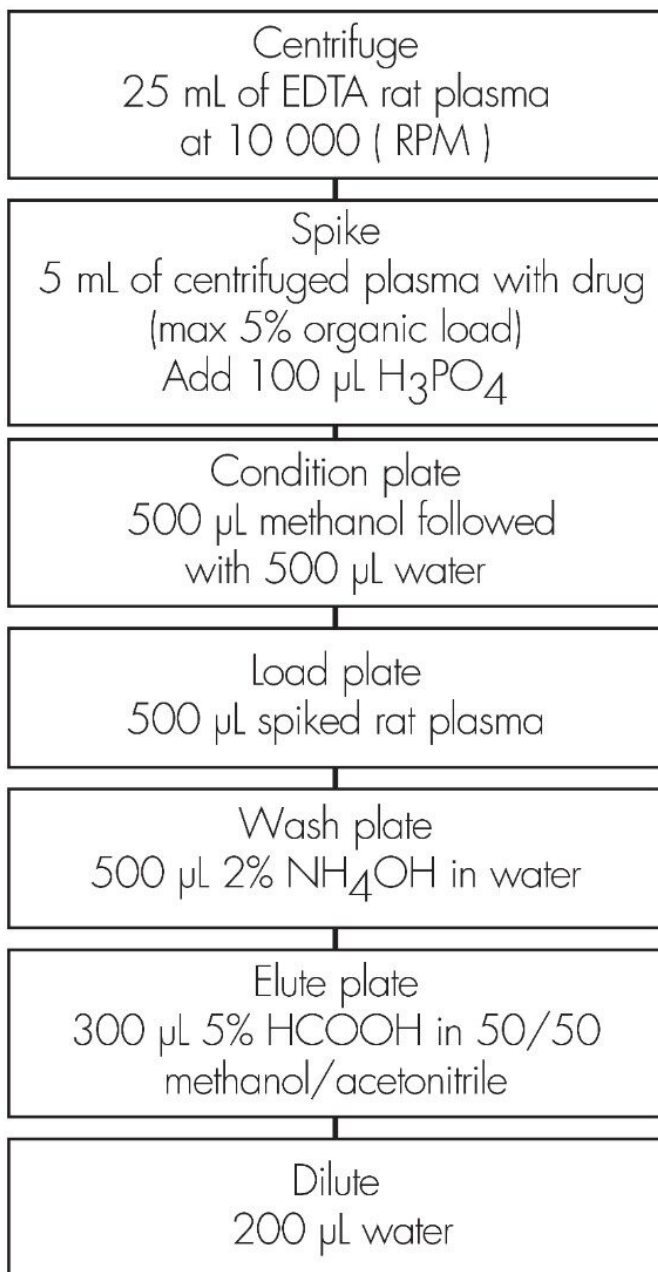 Centrifuge
25 mL of EDTA rat plasma
at 10 000 ( RPM )
Spike
5 mL of centrifuged plasma with drug
(max 5% organic load)
Add 100 µL H₃PO₄
Condition plate
500 µL methanol followed
with 500 µL water
Load plate
500 µL spiked rat plasma
Wash plate
500 µL 2% NH₄OH in water
Elute plate
300 µL 5% HCOOH in 50/50
methanol/acetonitrile
Dilute
200 µL water